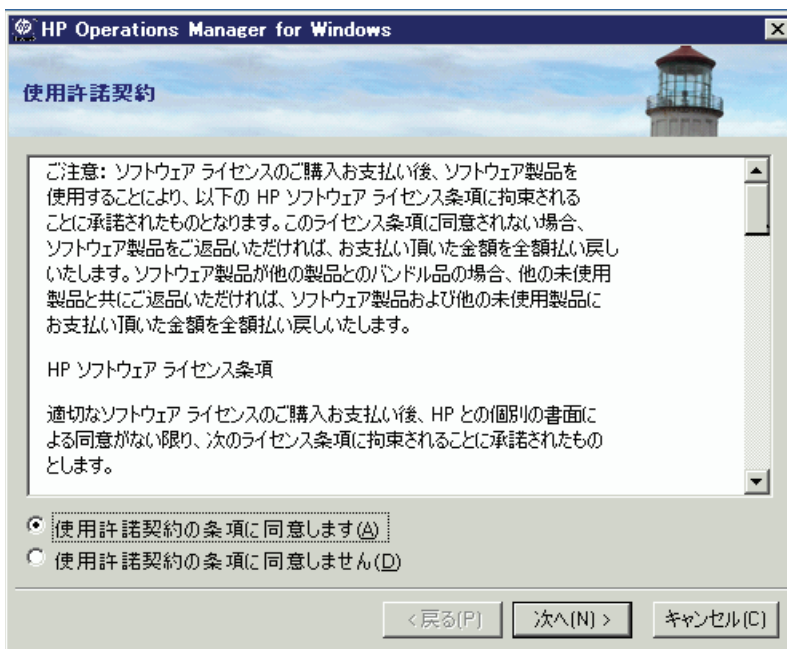 HP Operations Manager for Windows
使用許諾契約
ご注意: ソフトウェア ライセンスのご購入お支払い後、ソフトウェア製品を
使用することにより、以下の HP ソフトウェア ライセンス条項に拘束される
ことに承諾されたものとなります。このライセンス条項に同意されない場合、
ソフトウェア製品をご返品いただければ、お支払い頂いた金額を全額払い戻し
いたします。ソフトウェア製品が他の製品とのバンドル品の場合、他の未使用
製品と共にご返品いただければ、ソフトウェア製品および他の未使用製品に
お支払い頂いた金額を全額払い戻しいたします。
HP ソフトウェア ライセンス条項
適切なソフトウェア ライセンスのご購入お支払い後、HP との個別の書面に
よる同意がない限り、次のライセンス条項に拘束されることに承諾されたもの
とします。
使用許諾契約の条項に同意します(A)
使用許諾契約の条項に同意しません(D)
<戻る(P)
次へ(N) >
キャンセル(C)